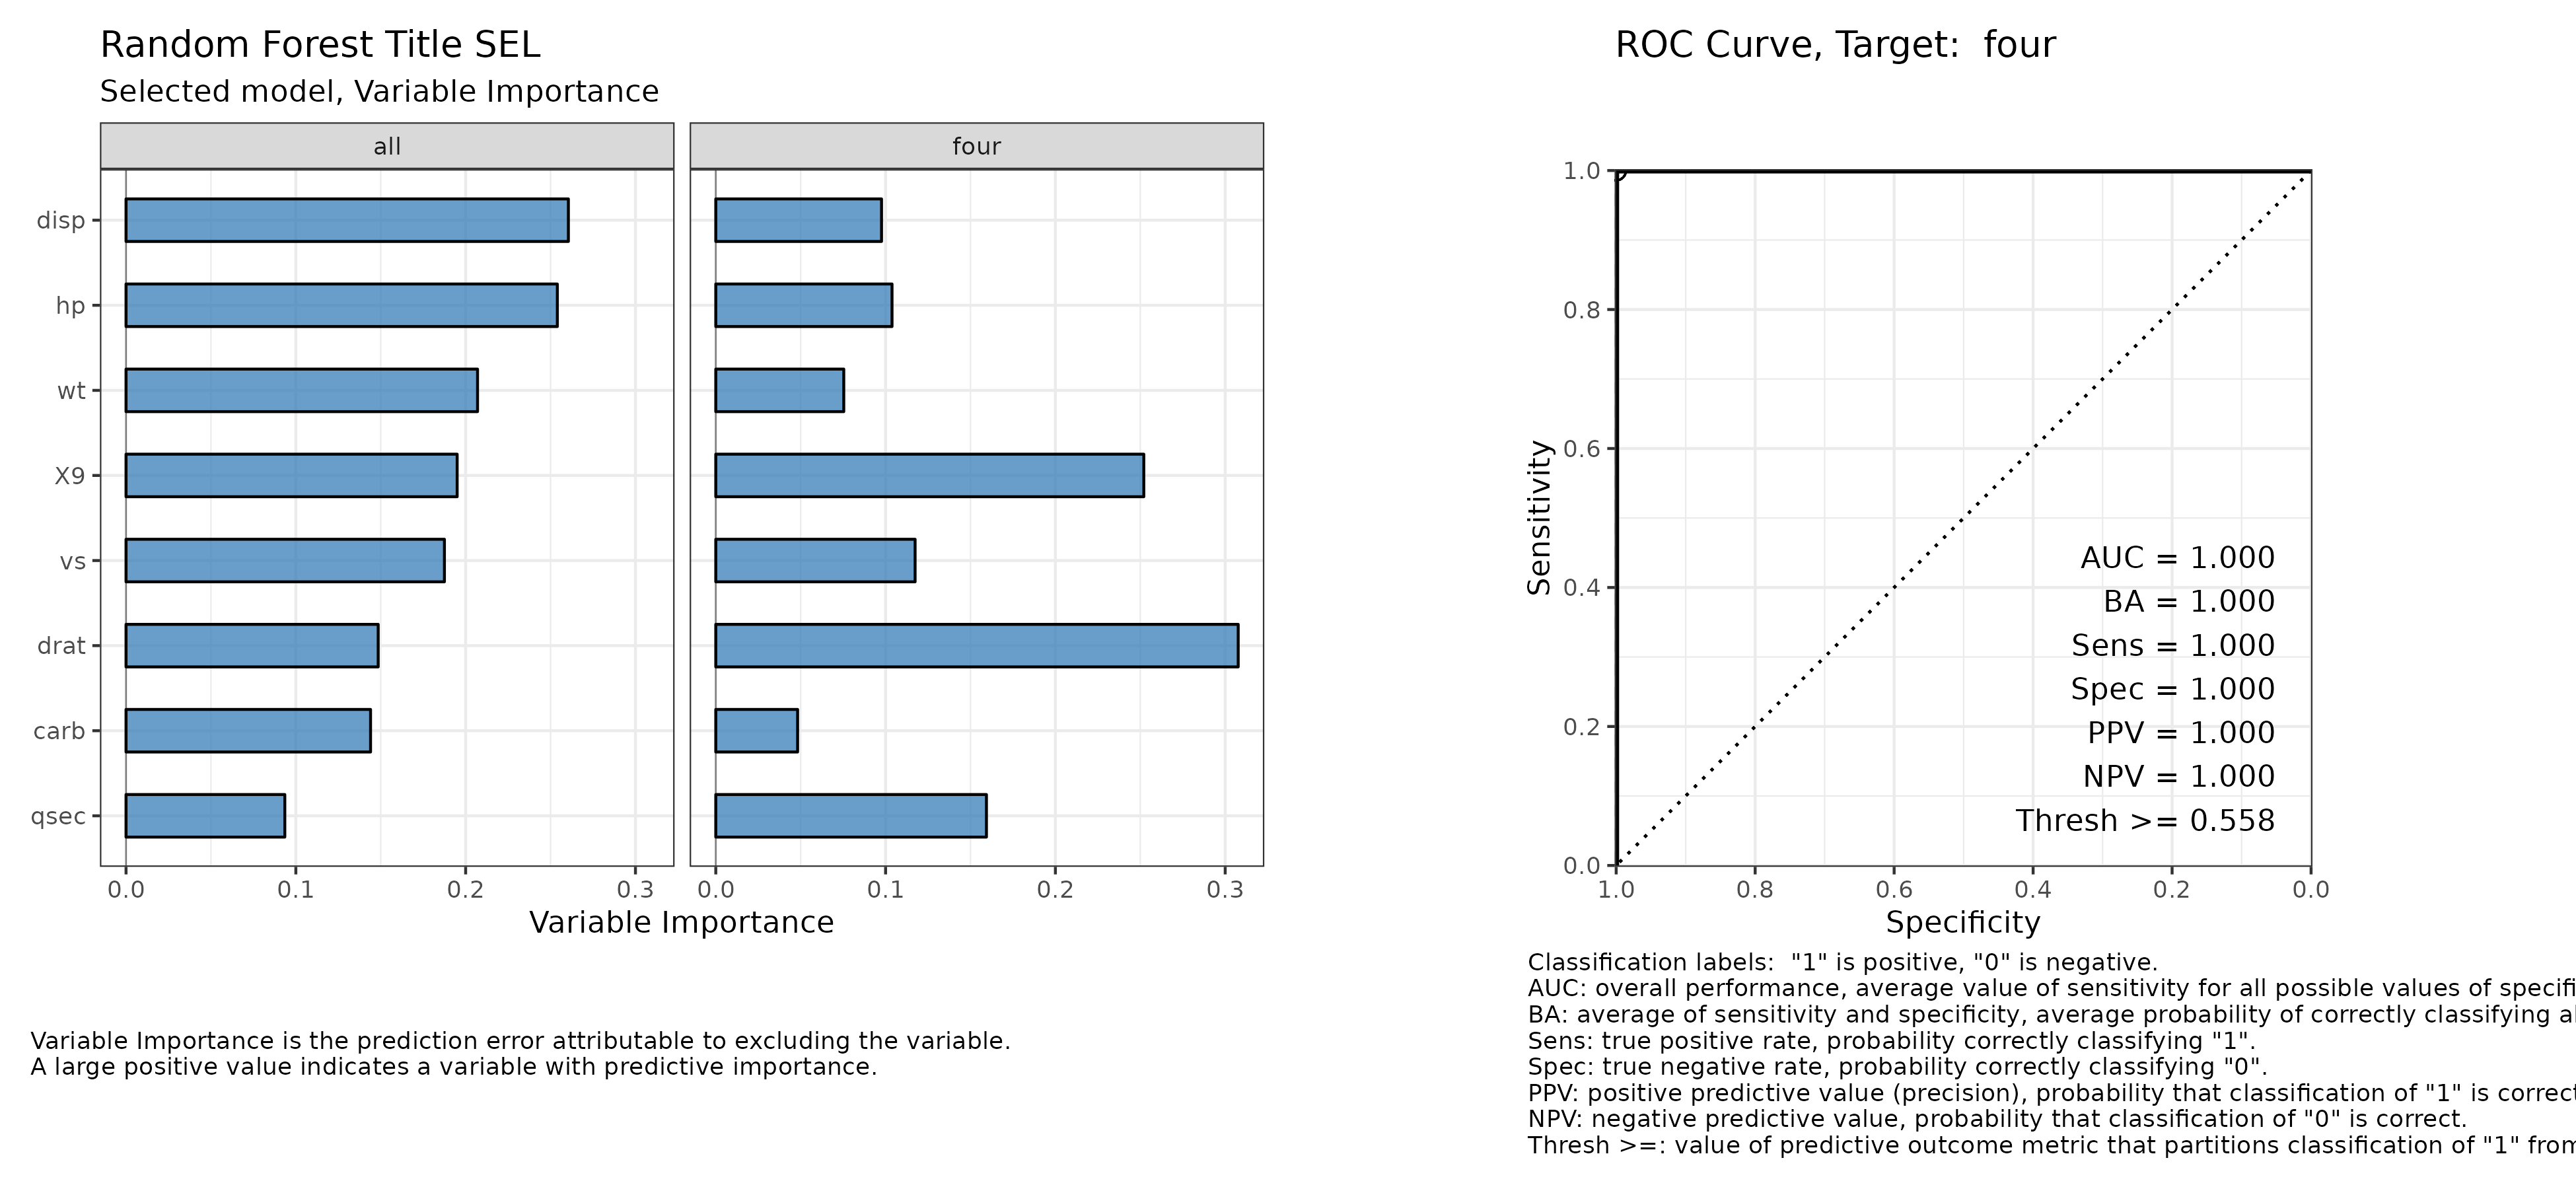 Random Forest Title SEL
Selected model, Variable Importance
all
four
disp
hp
wt
X9
vs
drat
carb
qsec
0.0 0.1 0.2 0.3
0.0 0.1 0.2 0.3
Variable Importance
Variable Importance is the prediction error attributable to excluding the variable.
A large positive value indicates a variable with predictive importance.
ROC Curve, Target:  four
Sensitivity
1.0
0.8
0.6
0.4
0.2
0.0
AUC = 1.000
BA = 1.000
Sens = 1.000
Spec = 1.000
PPV = 1.000
NPV = 1.000
Thresh >= 0.558
1.0 0.8 0.6 0.4 0.2 0.0
Specificity
Classification labels:  "1" is positive, "0" is negative.
AUC: overall performance, average value of sensitivity for all possible values of
BA: average of sensitivity and specificity, average probability of correctly classifying
Sens: true positive rate, probability correctly classifying "1".
Spec: true negative rate, probability correctly classifying "0".
PPV: positive predictive value (precision), probability that classification of "1" is correct
NPV: negative predictive value, probability that classification of "0" is correct.
Thresh >=: value of predictive outcome metric that partitions classification of "1" from